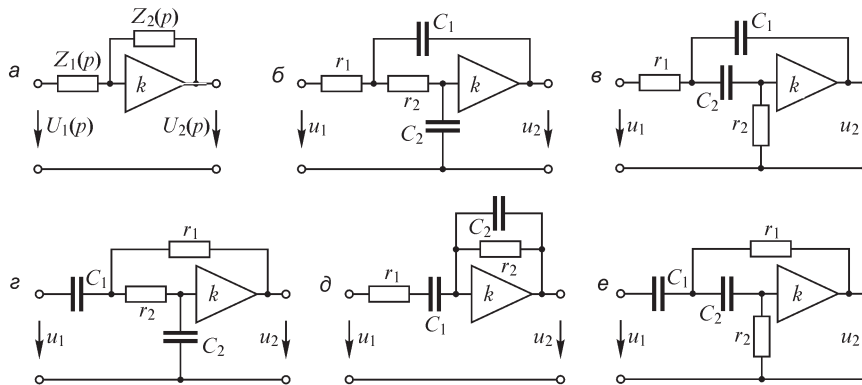 а
Z₁(p)
Z₂(p)
k
U₁(p)
U₂(p)
б
r₁
C₁
r₂
k
C₂
u₁
u₂
в
r₁
C₁
C₂
k
r₂
u₁
u₂
г
C₁
r₁
r₂
k
C₂
u₁
u₂
д
r₁
C₁
C₂
r₂
k
u₁
u₂
е
C₁
r₁
C₂
k
r₂
u₁
u₂